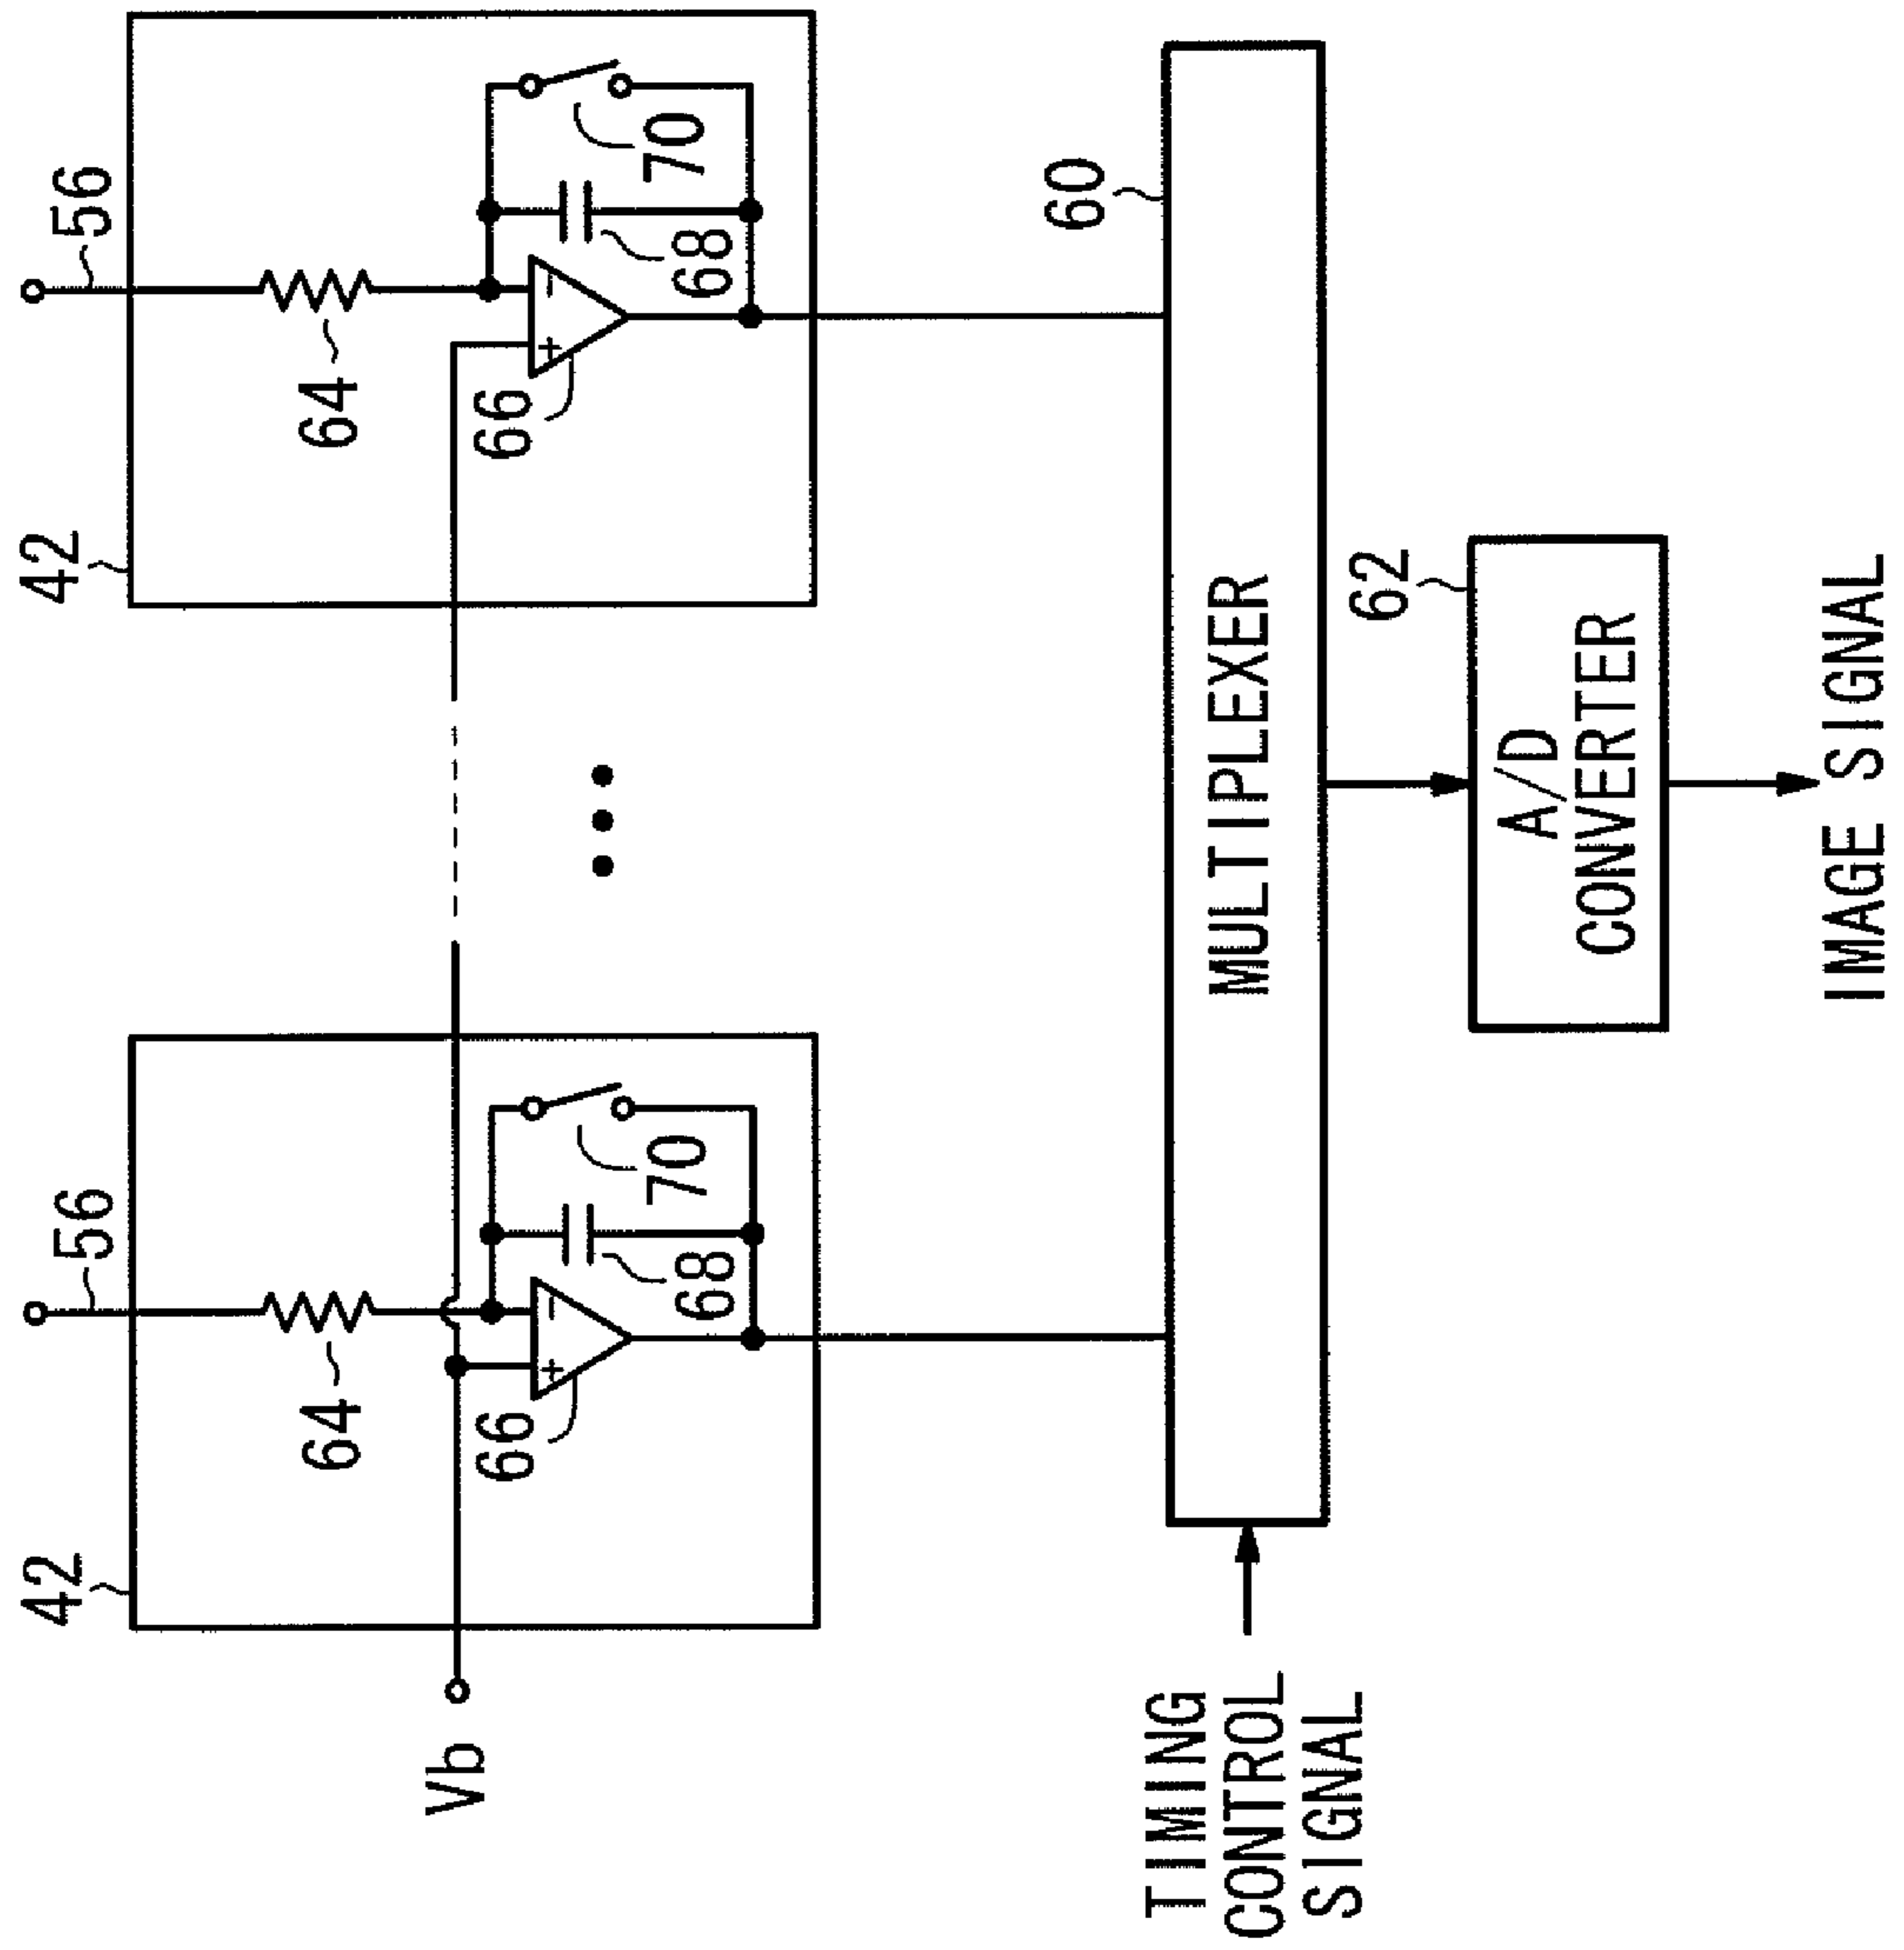 42
56
42
56
64
64
Vb
66
68
70
66
68
70
+
−
+
−
60
TIMING
CONTROL
SIGNAL
MULTIPLEXER
62
A/D
CONVERTER
IMAGE SIGNAL